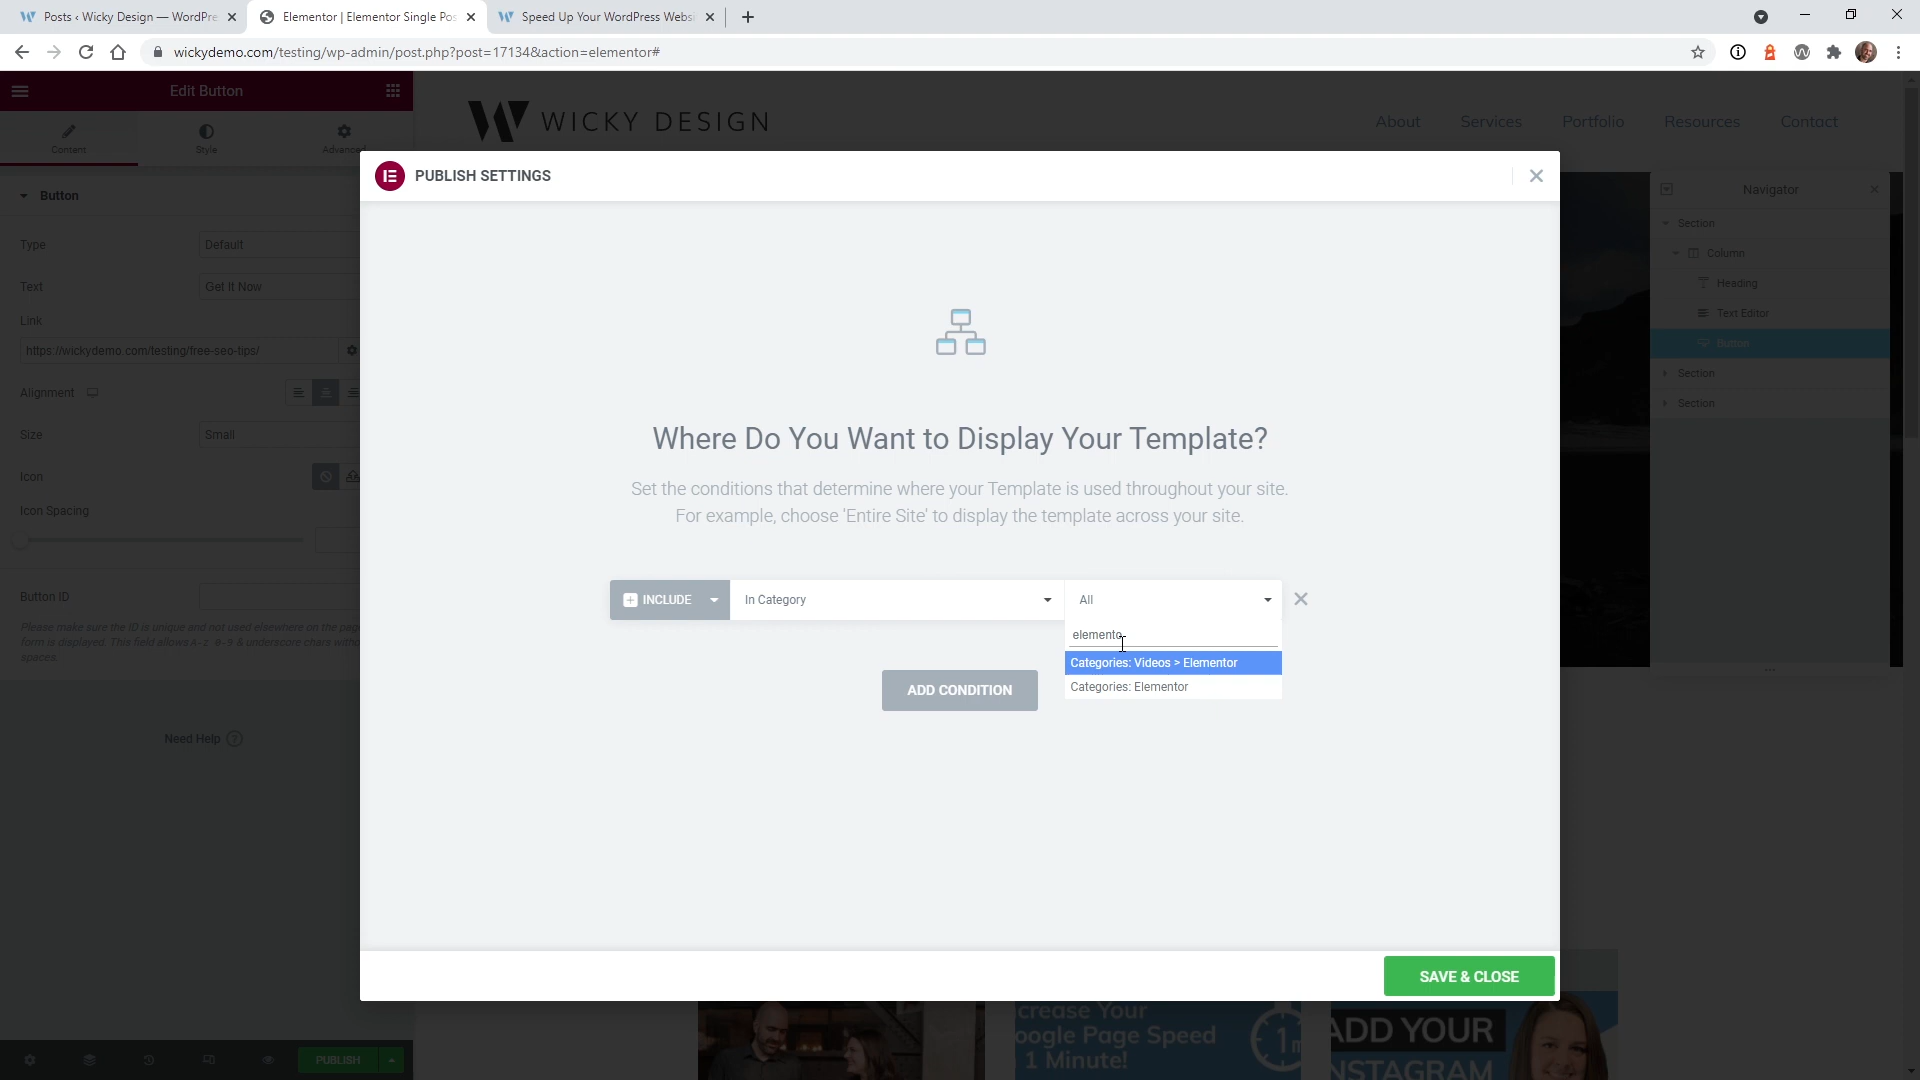 Posts ‹ Wicky Design — WordPre
Elementor | Elementor Single Pos
Speed Up Your WordPress Websi
wickydemo.com/testing/wp-admin/post.php?post=17134&action=elementor#
Edit Button
WICKY DESIGN
About
Services
Portfolio
Resources
Contact
Content
Style
Advanced
PUBLISH SETTINGS
Navigator
Button
Section
Type
Default
Column
Text
Get It Now
Heading
Link
Text Editor
https://wickydemo.com/testing/free-seo-tips/
Button
Alignment
Section
Size
Small
Section
Where Do You Want to Display Your Template?
Icon
Set the conditions that determine where your Template is used throughout your site.
Icon Spacing
For example, choose 'Entire Site' to display the template across your site.
Button ID
INCLUDE
In Category
All
Please make sure the ID is unique and not used elsewhere on the page
form is displayed. This field allows A-z 0-9 & underscore chars witho
spaces.
elemento
Categories: Videos > Elementor
Categories: Elementor
ADD CONDITION
Need Help
SAVE & CLOSE
crease Your
oogle Page Speed
1 Minute!
1m
ADD YOUR
NSTAGRAM
PUBLISH